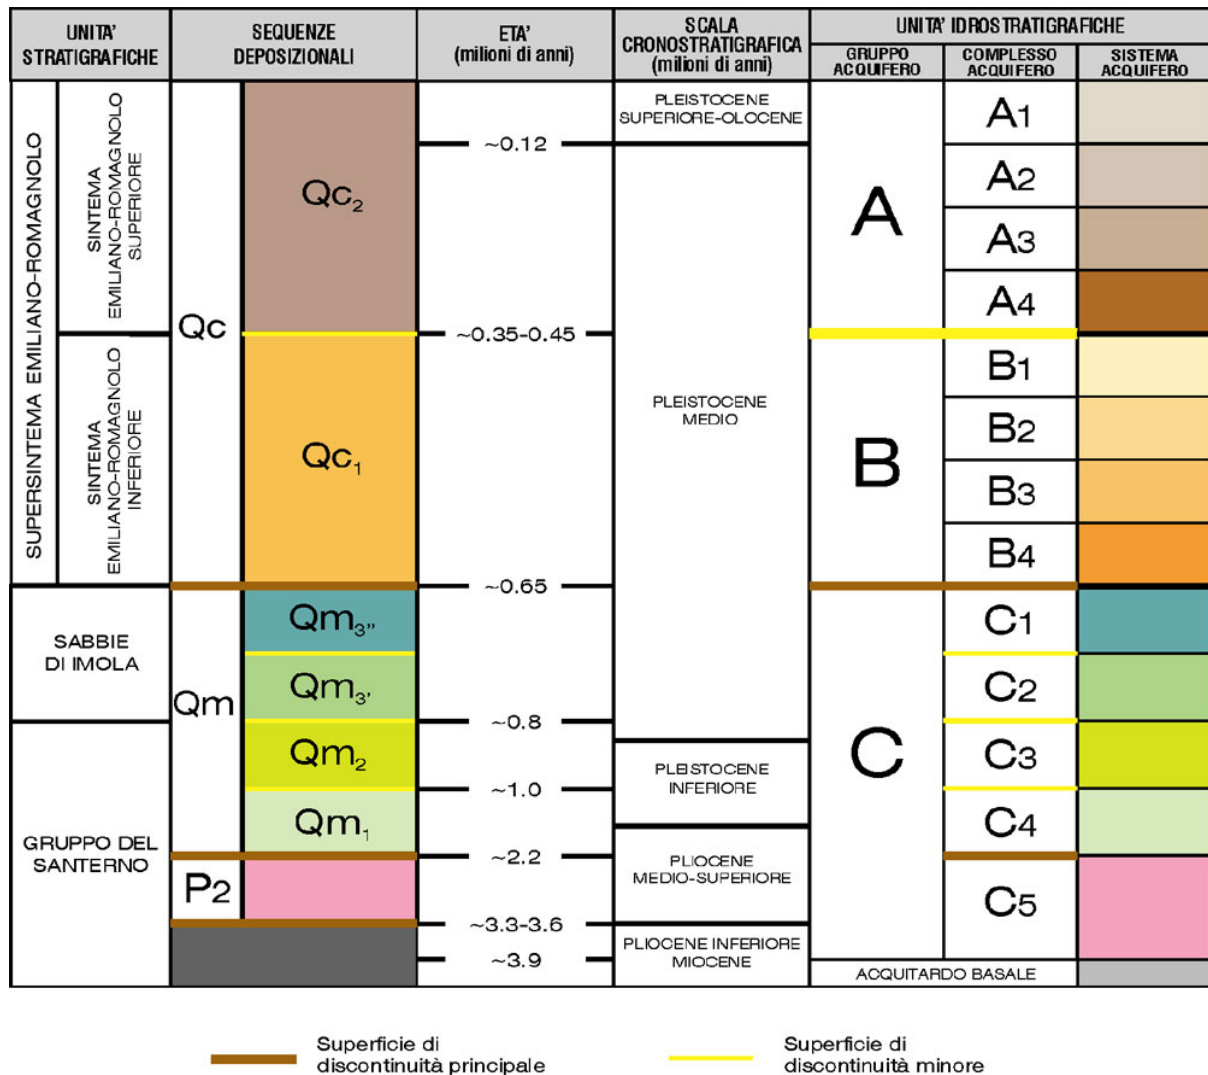 UNITA'
STRATIGRAFICHE
SEQUENZE
DEPOSIZIONALI
ETA'
(milioni di anni)
SCALA
CRONOSTRATIGRAFICA
(milioni di anni)
UNITA' IDROSTRATIGRAFICHE
GRUPPO
ACQUIFERO
COMPLESSO
ACQUIFERO
SISTEMA
ACQUIFERO
SUPERSINTEMA EMILIANO-ROMAGNOLO
SINTEMA
EMILIANO-ROMAGNOLO
SUPERIORE
SINTEMA
EMILIANO-ROMAGNOLO
INFERIORE
SABBIE
DI IMOLA
GRUPPO DEL
SANTERNO
Qc
Qm
P2
Qc2
Qc1
Qm3"
Qm3'
Qm2
Qm1
~0.12
~0.35-0.45
~0.65
~0.8
~1.0
~2.2
~3.3-3.6
~3.9
PLEISTOCENE
SUPERIORE-OLOCENE
PLEISTOCENE
MEDIO
PLEISTOCENE
INFERIORE
PLIOCENE
MEDIO-SUPERIORE
PLIOCENE INFERIORE
MIOCENE
A
B
C
A1
A2
A3
A4
B1
B2
B3
B4
C1
C2
C3
C4
C5
ACQUITARDO BASALE
Superficie di
discontinuità principale
Superficie di
discontinuità minore